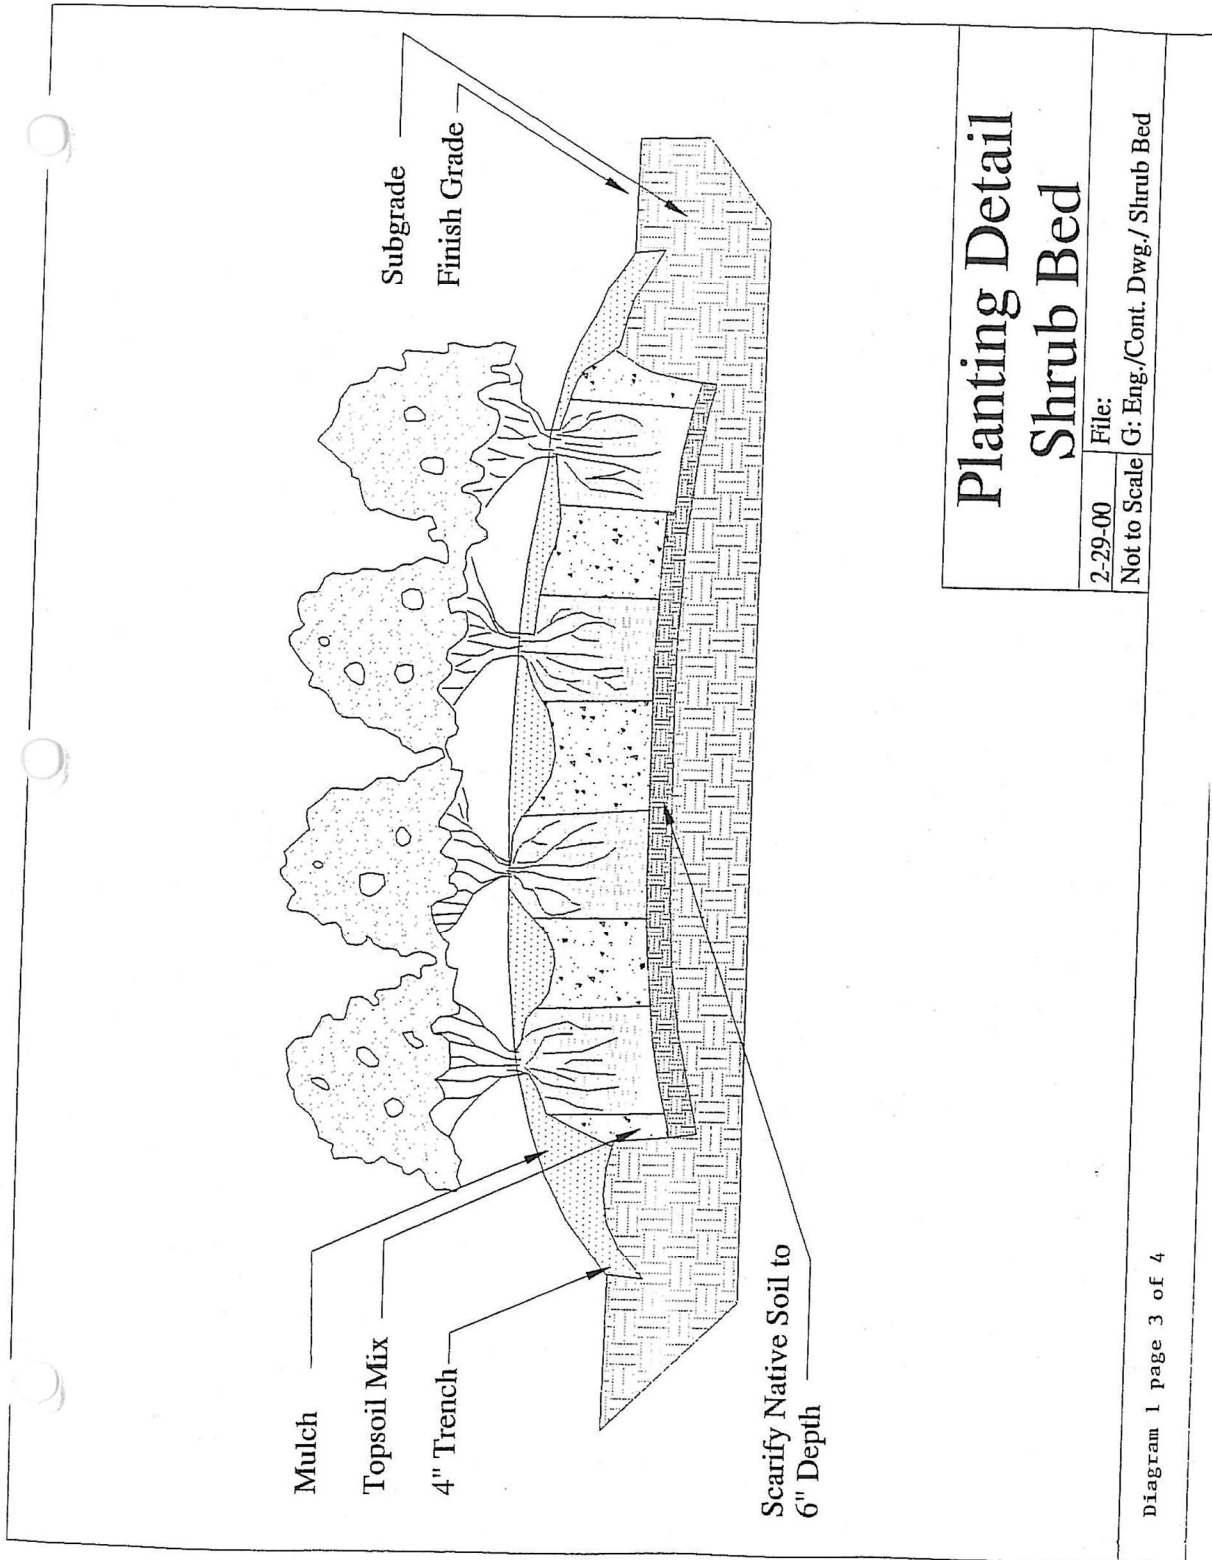 Mulch
Topsoil Mix
4" Trench
Subgrade
Finish Grade
Scarify Native Soil to
6" Depth
Planting Detail
Shrub Bed
2-29-00
File:
Not to Scale
G: Eng./Cont. Dwg./ Shrub Bed
Diagram 1 page 3 of 4